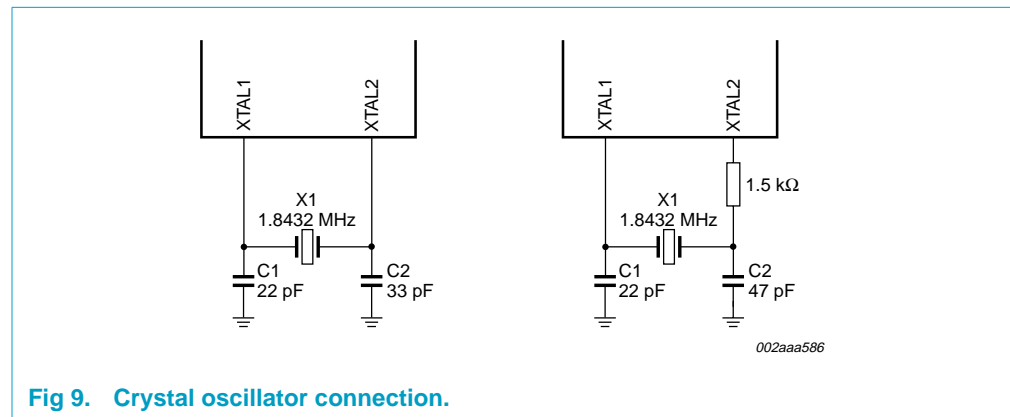 XTAL1
XTAL2
X1
1.8432 MHz
C1
22 pF
C2
33 pF
XTAL1
XTAL2
1.5 kΩ
X1
1.8432 MHz
C1
22 pF
C2
47 pF
002aaa586
Fig 9. Crystal oscillator connection.